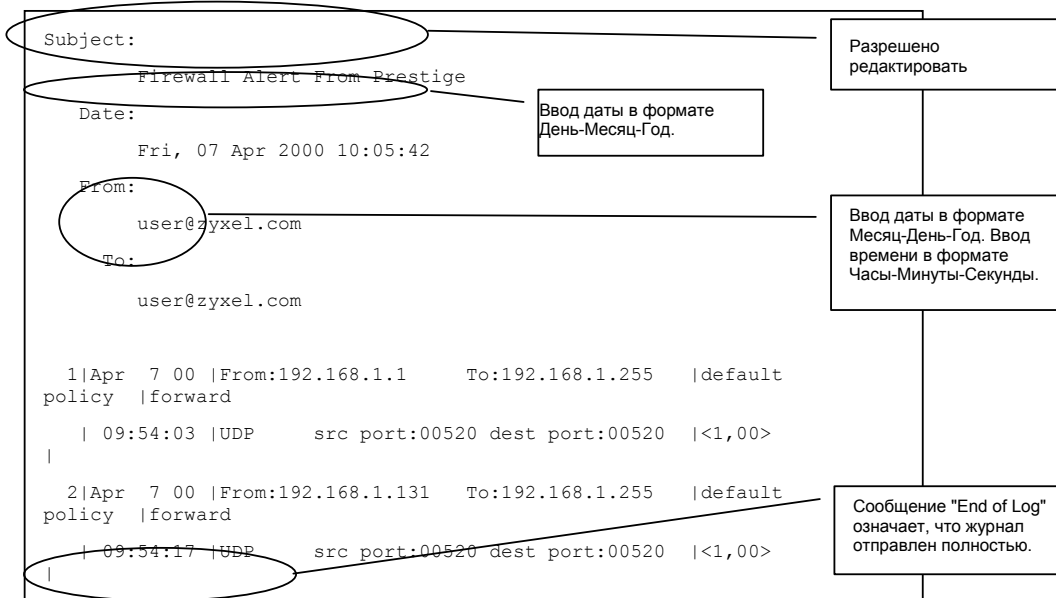 Subject:
Разрешено
редактировать
Firewall Alert From Prestige
Date:
Ввод даты в формате
День-Месяц-Год.
Fri, 07 Apr 2000 10:05:42
From:
user@zyxel.com
Ввод даты в формате
Месяц-День-Год. Ввод
времени в формате
Часы-Минуты-Секунды.
To:
user@zyxel.com
1|Apr 7 00 |From:192.168.1.1 To:192.168.1.255 |default
policy |forward
| 09:54:03 |UDP src port:00520 dest port:00520 |<1,00>
|
2|Apr 7 00 |From:192.168.1.131 To:192.168.1.255 |default
policy |forward
| 09:54:17 |UDP src port:00520 dest port:00520 |<1,00>
|
Сообщение "End of Log"
означает, что журнал
отправлен полностью.